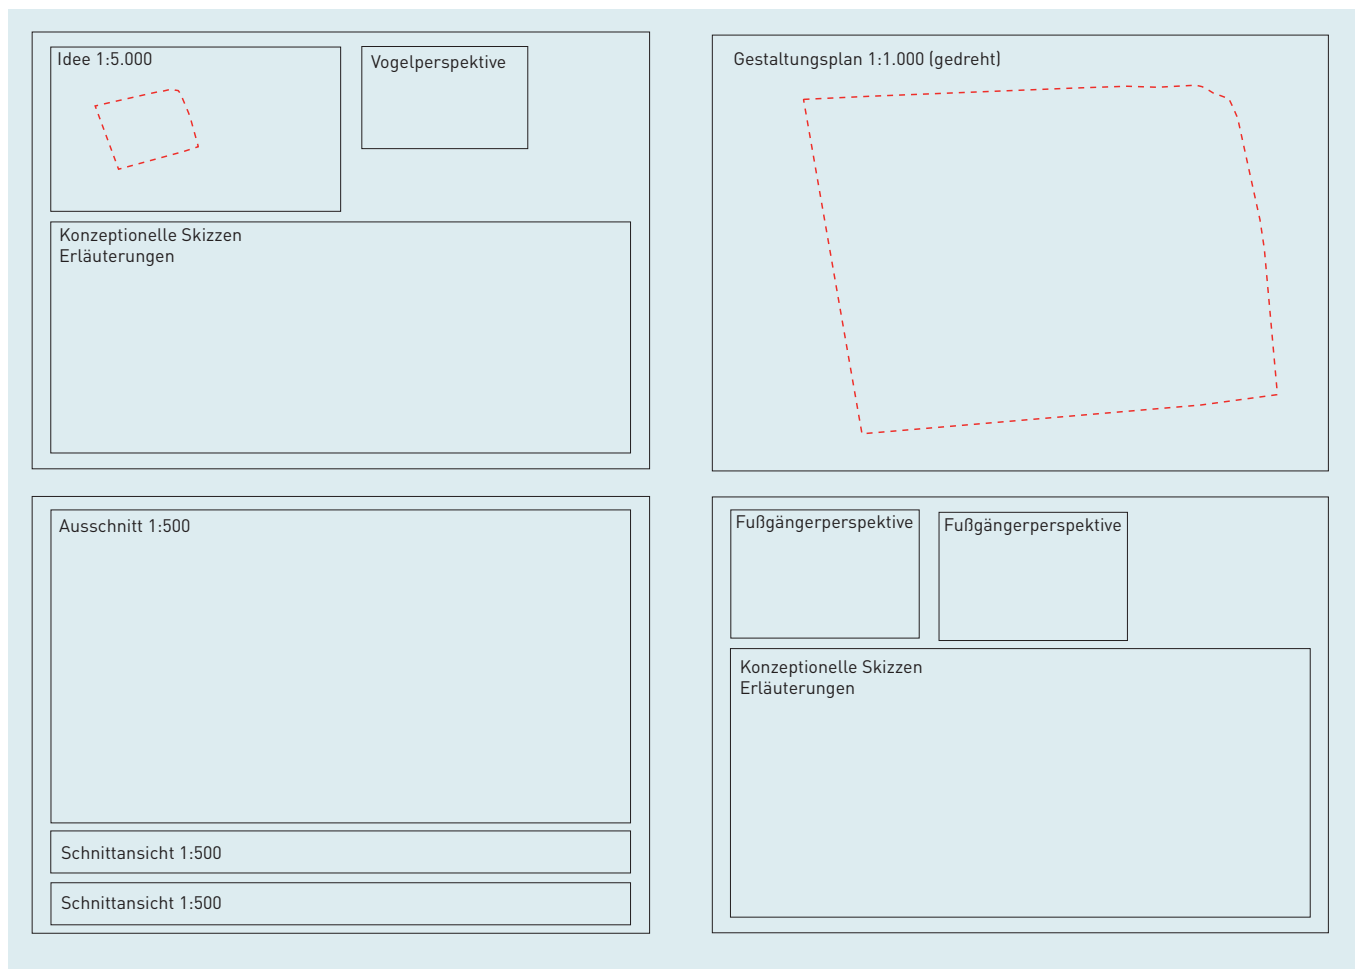 Idee 1:5.000
Vogelperspektive
Konzeptionelle Skizzen
Erläuterungen
Gestaltungsplan 1:1.000 (gedreht)
Ausschnitt 1:500
Schnittansicht 1:500
Schnittansicht 1:500
Fußgängerperspektive
Fußgängerperspektive
Konzeptionelle Skizzen
Erläuterungen